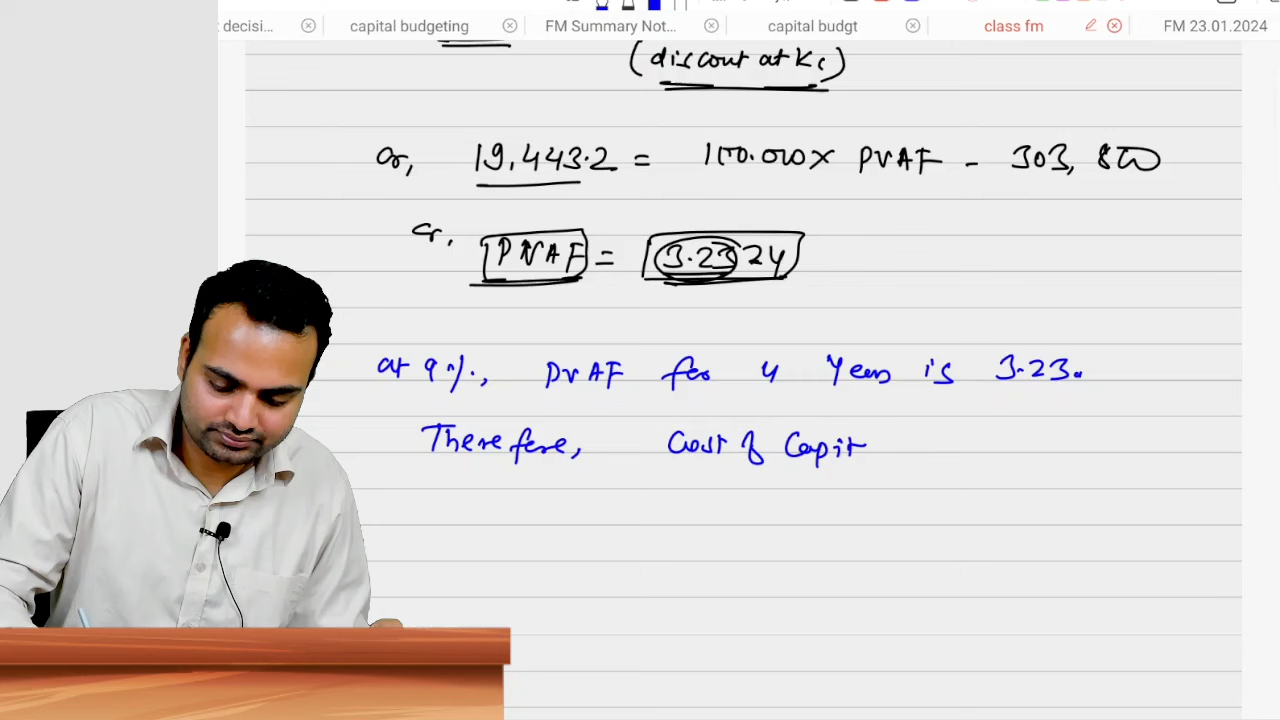 decisi...
capital budgeting
FM Summary Not...
capital budgt
class fm
FM 23.01.2024
(discout at Kc)
or, 19,443.2 = 100.000 x PVAF - 303,800
or, PVAF = 3.2324
at 9%, PVAF for 4 Years is 3.23.
Therefore, Cost of Capit